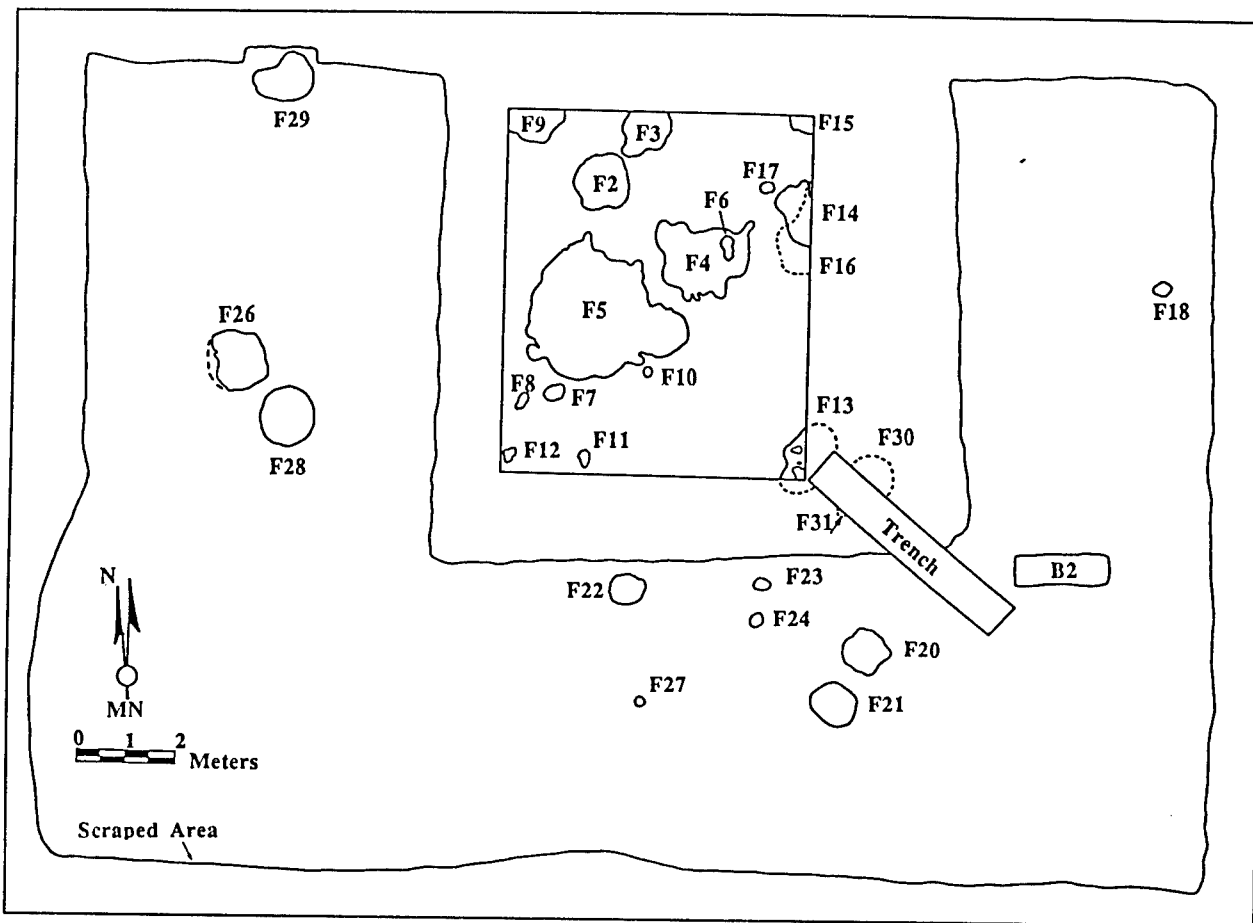 F29
F9
F3
F15
F17
F2
F6
F14
F4
F16
F5
F18
F26
F10
F8
F7
F13
F12
F11
F30
F28
F31
Trench
N
F22
F23
B2
F24
F20
F27
MN
F21
0 1 2
Meters
Scraped Area